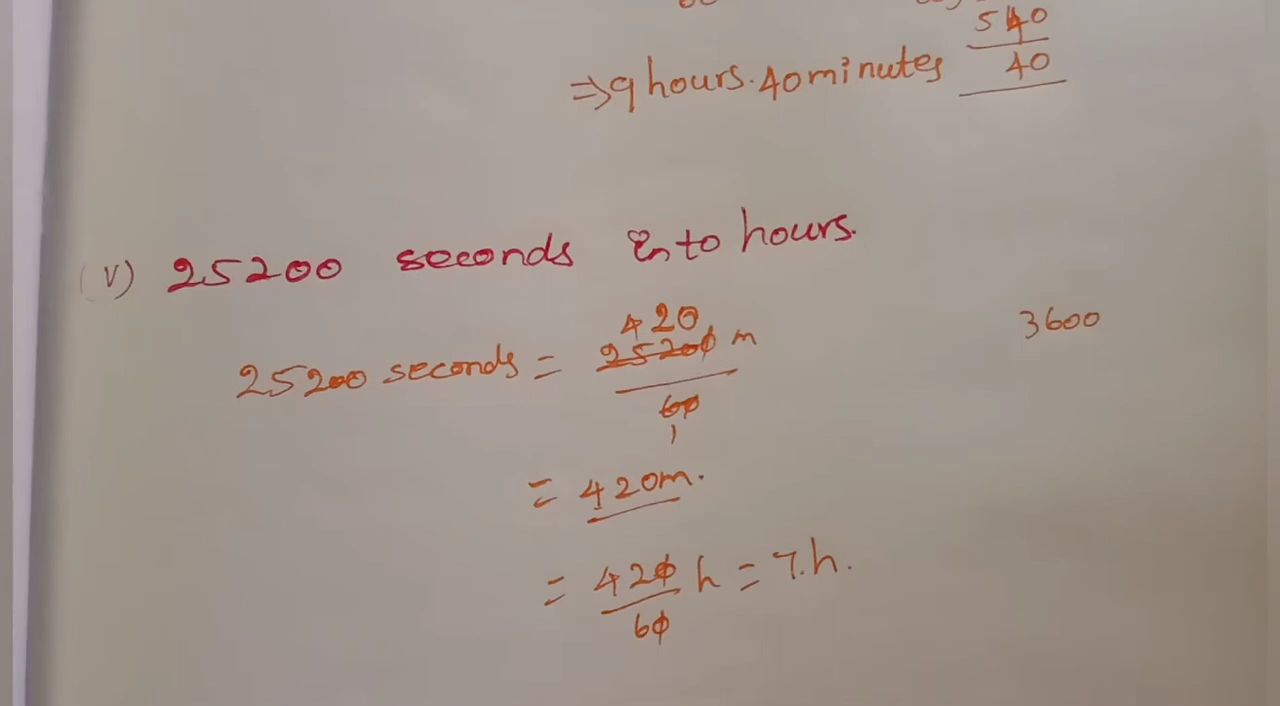 540
⇒ 9 hours. 40 minutes 40
(V) 25200 seconds into hours.
420
25200 seconds = 25200 m 3600
60
1
= 420m.
= 420 h = 7.h.
60